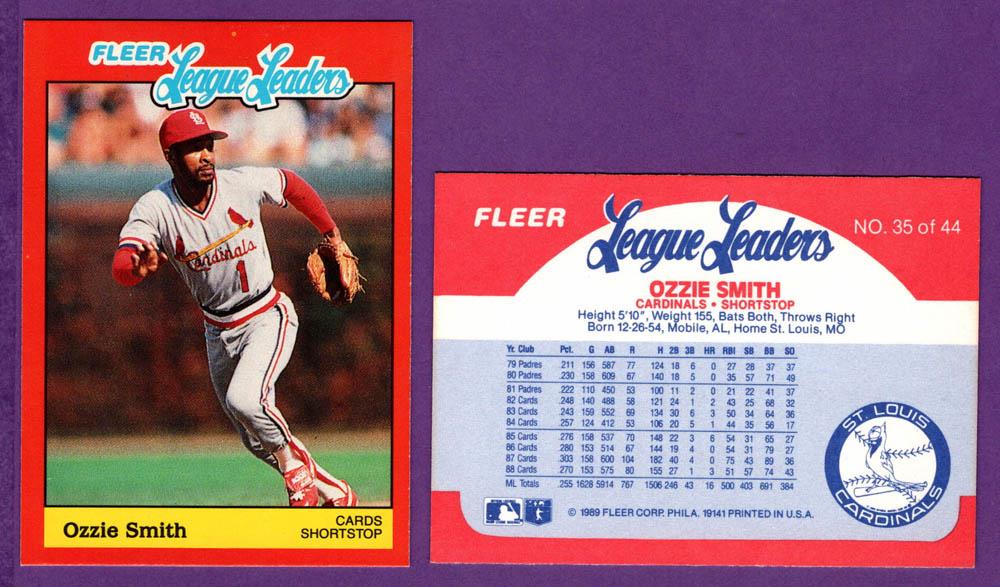 FLEER
League Leaders
Cardinals
1
Ozzie Smith
CARDS
SHORTSTOP
FLEER
League Leaders
NO. 35 of 44
OZZIE SMITH
CARDINALS • SHORTSTOP
Height 5'10", Weight 155, Bats Both, Throws Right
Born 12-26-54, Mobile, AL, Home St. Louis, MO
Yr. Club Pct. G AB R H 2B 3B HR RBI SB BB SO
79 Padres .211 156 587 77 124 18 6 0 27 28 37 37
80 Padres .230 158 609 67 140 18 5 0 35 57 71 49
81 Padres .222 110 450 53 100 11 2 0 21 22 41 37
82 Cards .248 140 488 58 121 24 1 2 43 25 68 32
83 Cards .243 159 552 69 134 30 6 3 50 34 64 36
84 Cards .257 124 412 53 106 20 5 1 44 35 56 17
85 Cards .276 158 537 70 148 22 3 6 54 31 65 27
86 Cards .280 153 514 67 144 19 4 0 54 31 79 27
87 Cards .303 158 600 104 182 40 4 0 75 43 89 36
88 Cards .270 153 575 80 155 27 1 3 51 57 74 43
ML Totals .255 1628 5914 767 1506 246 43 16 500 403 691 384
© 1989 FLEER CORP. PHILA. 19141 PRINTED IN U.S.A.
ST. LOUIS
CARDINALS